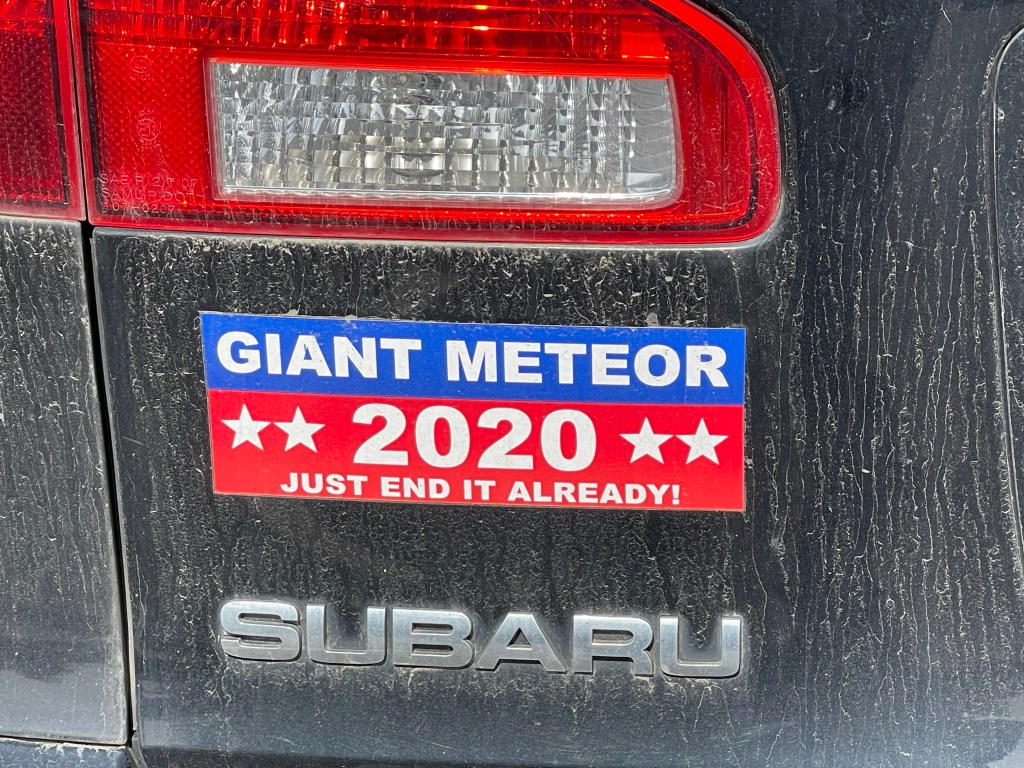 GIANT METEOR
2020
JUST END IT ALREADY!
SUBARU